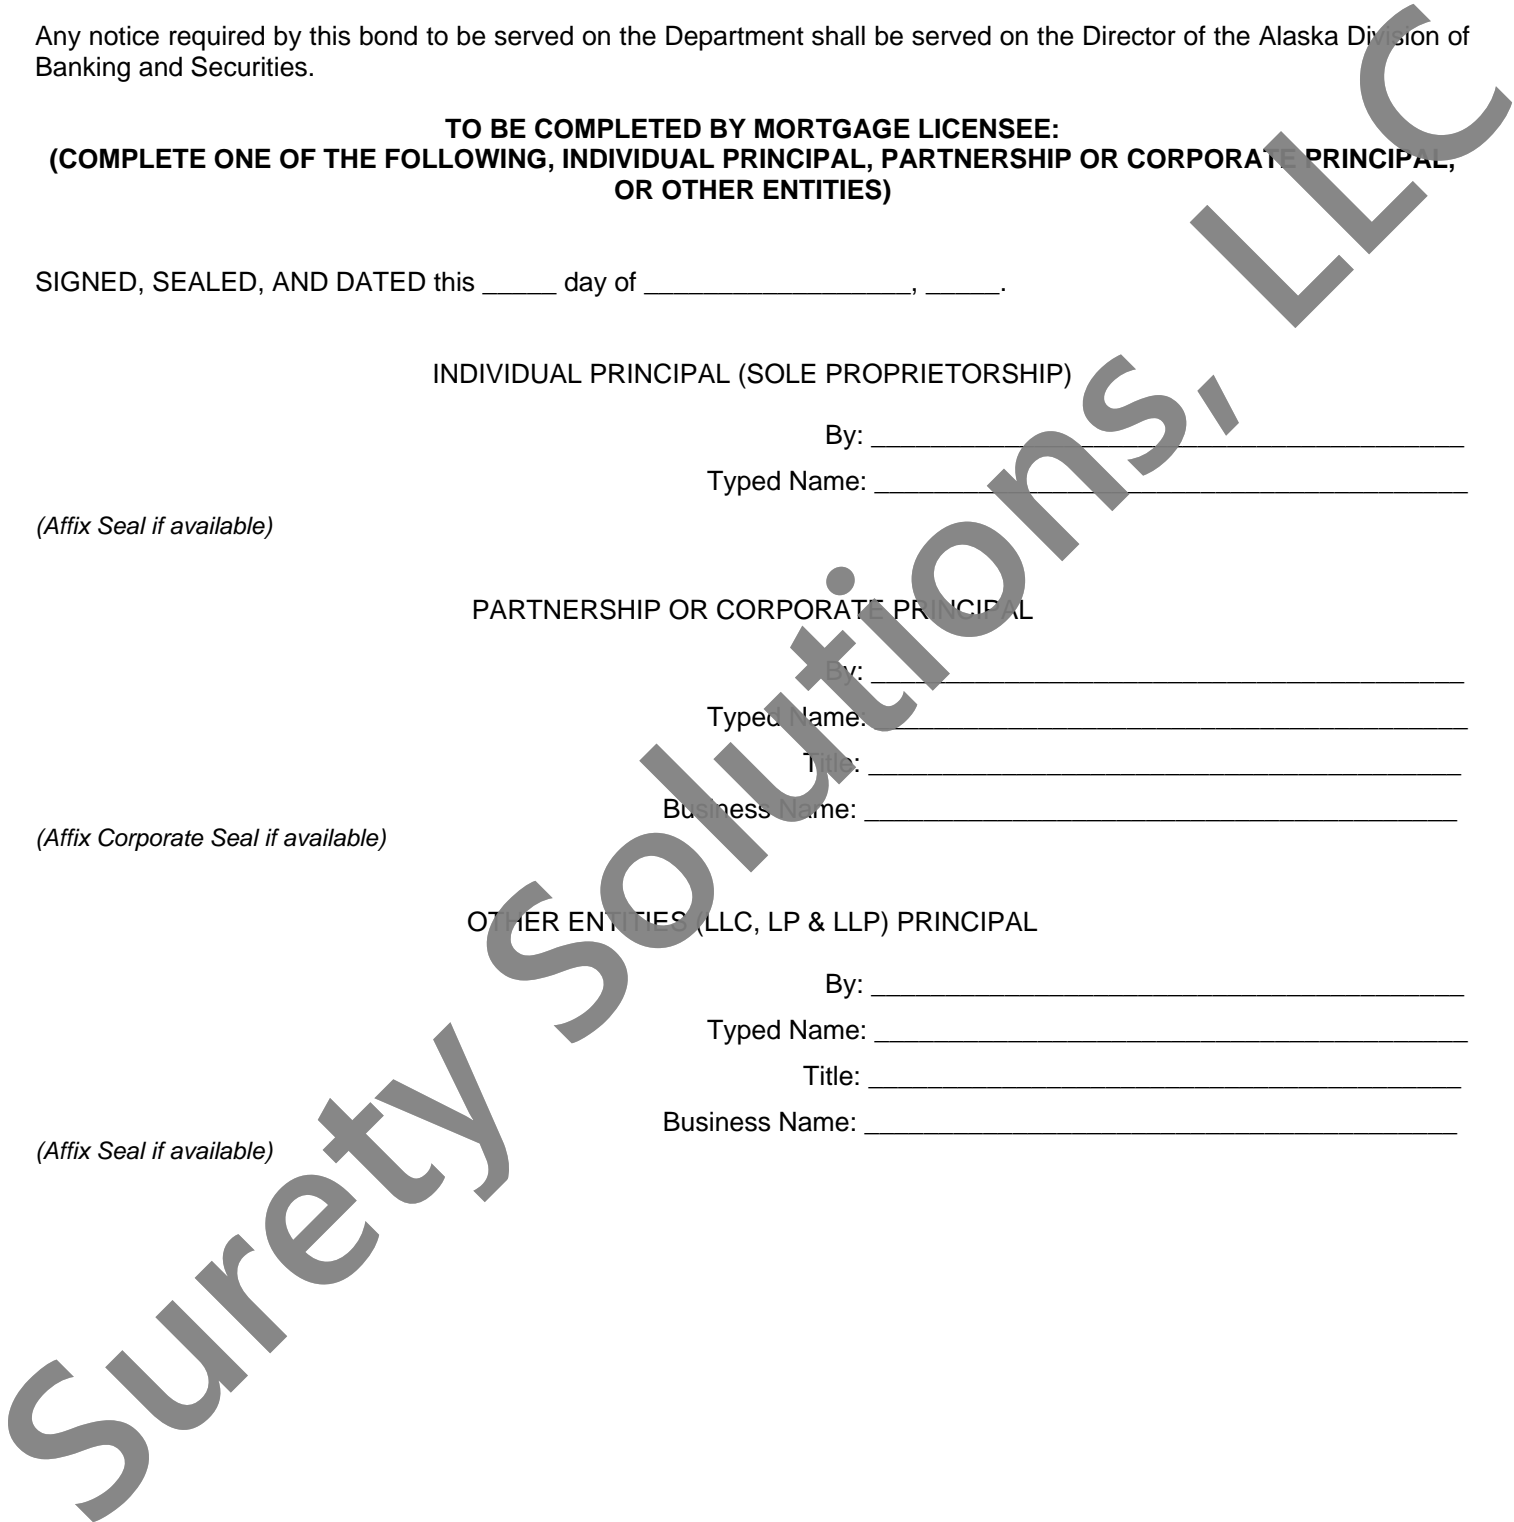 Any notice required by this bond to be served on the Department shall be served on the Director of the Alaska Division of
Banking and Securities.
TO BE COMPLETED BY MORTGAGE LICENSEE:
(COMPLETE ONE OF THE FOLLOWING, INDIVIDUAL PRINCIPAL, PARTNERSHIP OR CORPORATE PRINCIPAL,
OR OTHER ENTITIES)
SIGNED, SEALED, AND DATED this _____ day of __________________, _____.
INDIVIDUAL PRINCIPAL (SOLE PROPRIETORSHIP)
By: ________________________________________
Typed Name: ________________________________________
(Affix Seal if available)
PARTNERSHIP OR CORPORATE PRINCIPAL
By: ________________________________________
Typed Name: ________________________________________
Title: ________________________________________
Business Name: ________________________________________
(Affix Corporate Seal if available)
OTHER ENTITIES (LLC, LP & LLP) PRINCIPAL
By: ________________________________________
Typed Name: ________________________________________
Title: ________________________________________
Business Name: ________________________________________
(Affix Seal if available)
Surety Solutions, LLC